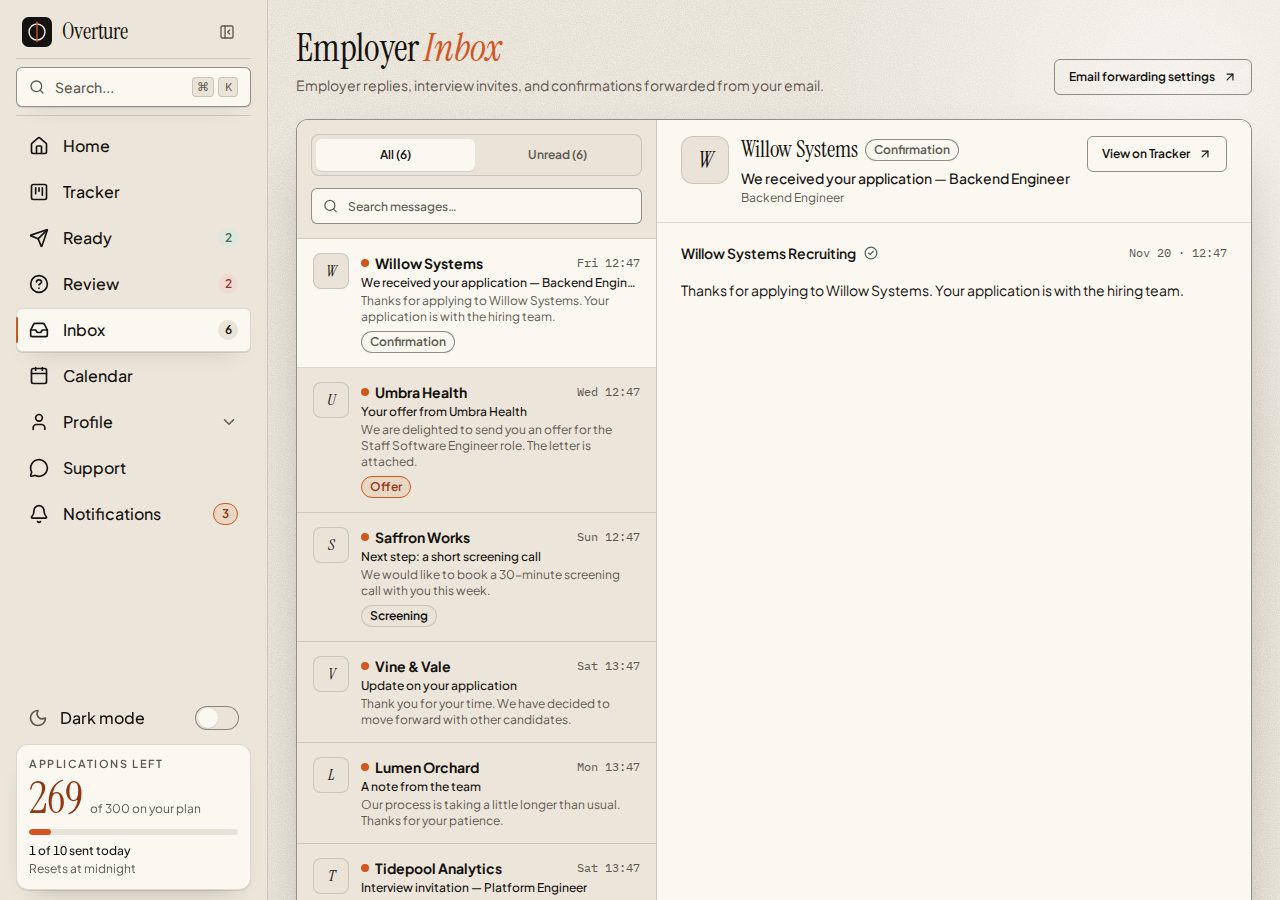 Overture
Search...
⌘ K
Home
Tracker
Ready 2
Review 2
Inbox 6
Calendar
Profile
Support
Notifications 3
Dark mode
APPLICATIONS LEFT
269 of 300 on your plan
1 of 10 sent today
Resets at midnight
Employer Inbox
Employer replies, interview invites, and confirmations forwarded from your email.
Email forwarding settings
All (6)
Unread (6)
Search messages…
W
Willow Systems Fri 12:47
We received your application — Backend Engin…
Thanks for applying to Willow Systems. Your
application is with the hiring team.
Confirmation
U
Umbra Health Wed 12:47
Your offer from Umbra Health
We are delighted to send you an offer for the
Staff Software Engineer role. The letter is
attached.
Offer
S
Saffron Works Sun 12:47
Next step: a short screening call
We would like to book a 30-minute screening
call with you this week.
Screening
V
Vine & Vale Sat 13:47
Update on your application
Thank you for your time. We have decided to
move forward with other candidates.
L
Lumen Orchard Mon 13:47
A note from the team
Our process is taking a little longer than usual.
Thanks for your patience.
T
Tidepool Analytics Sat 13:47
Interview invitation — Platform Engineer
W
Willow Systems Confirmation
We received your application — Backend Engineer
Backend Engineer
View on Tracker
Willow Systems Recruiting
Nov 20 · 12:47
Thanks for applying to Willow Systems. Your application is with the hiring team.